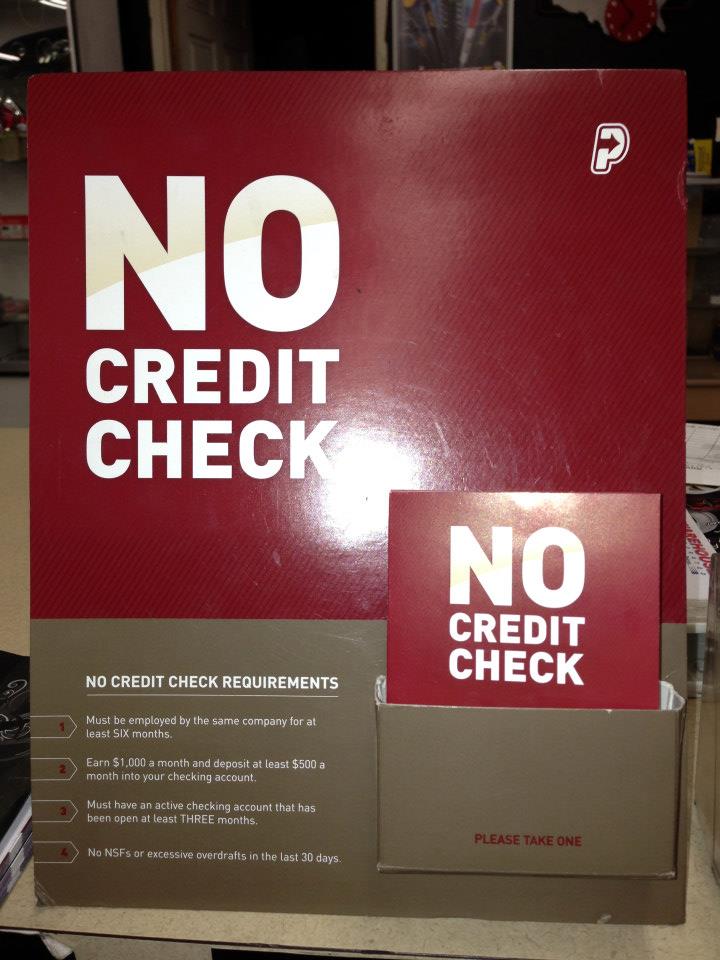 P
NO
CREDIT
CHECK
NO
CREDIT
CHECK
NO CREDIT CHECK REQUIREMENTS
1 Must be employed by the same company for at
least SIX months.
2 Earn $1,000 a month and deposit at least $500 a
month into your checking account.
3 Must have an active checking account that has
been open at least THREE months.
4 No NSFs or excessive overdrafts in the last 30 days.
PLEASE TAKE ONE